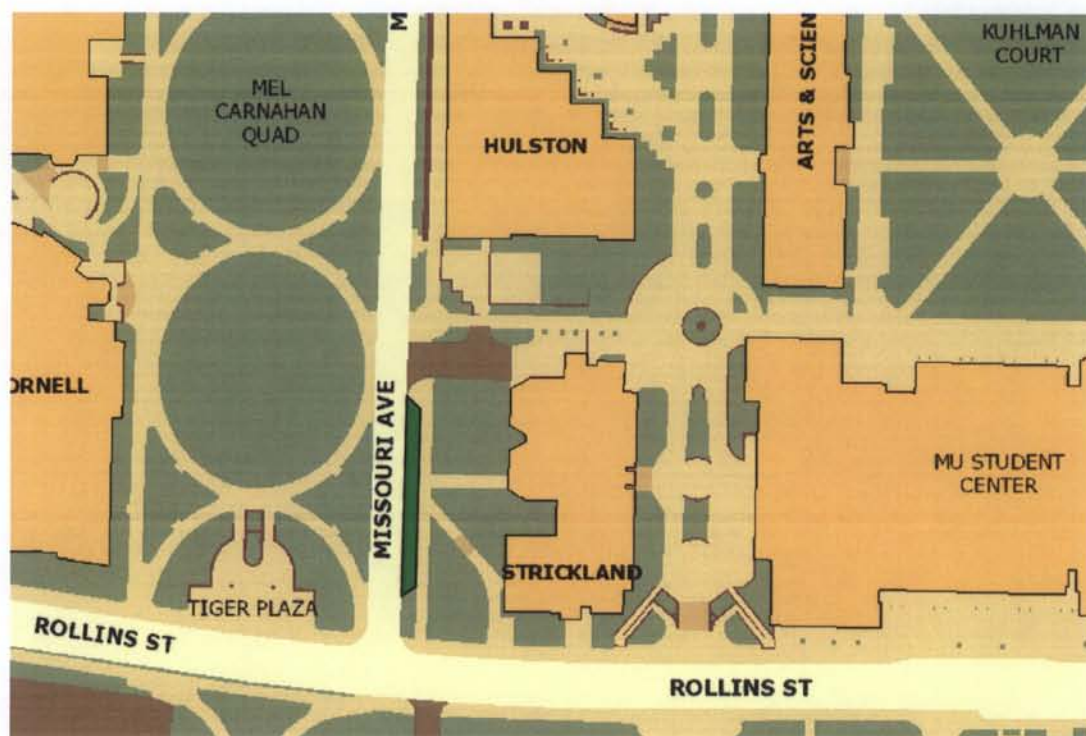 MEL
CARNAHAN
QUAD
M
HULSTON
ARTS & SCIEN
KUHLMAN
COURT
ORNELL
MISSOURI AVE
MU STUDENT
CENTER
STRICKLAND
TIGER PLAZA
ROLLINS ST
ROLLINS ST